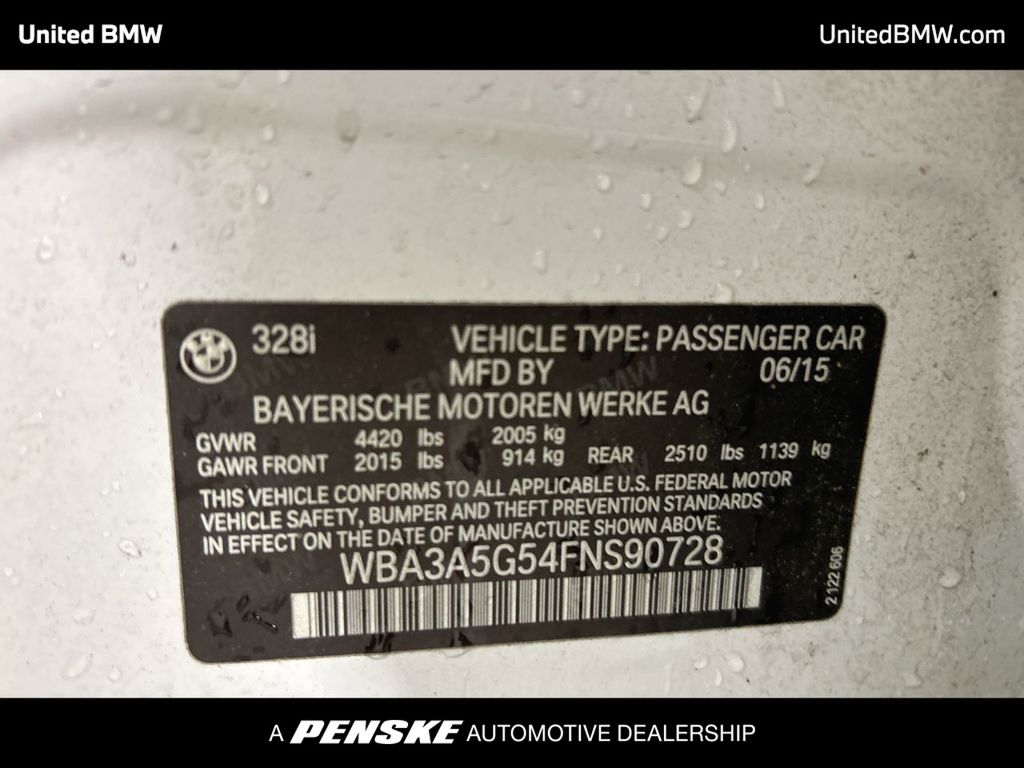 United BMW
UnitedBMW.com
328i VEHICLE TYPE: PASSENGER CAR
MFD BY 06/15
BAYERISCHE MOTOREN WERKE AG
GVWR 4420 lbs 2005 kg
GAWR FRONT 2015 lbs 914 kg REAR 2510 lbs 1139 kg
THIS VEHICLE CONFORMS TO ALL APPLICABLE U.S. FEDERAL MOTOR
VEHICLE SAFETY, BUMPER AND THEFT PREVENTION STANDARDS
IN EFFECT ON THE DATE OF MANUFACTURE SHOWN ABOVE.
WBA3A5G54FNS90728
2 122 606
A PENSKE AUTOMOTIVE DEALERSHIP